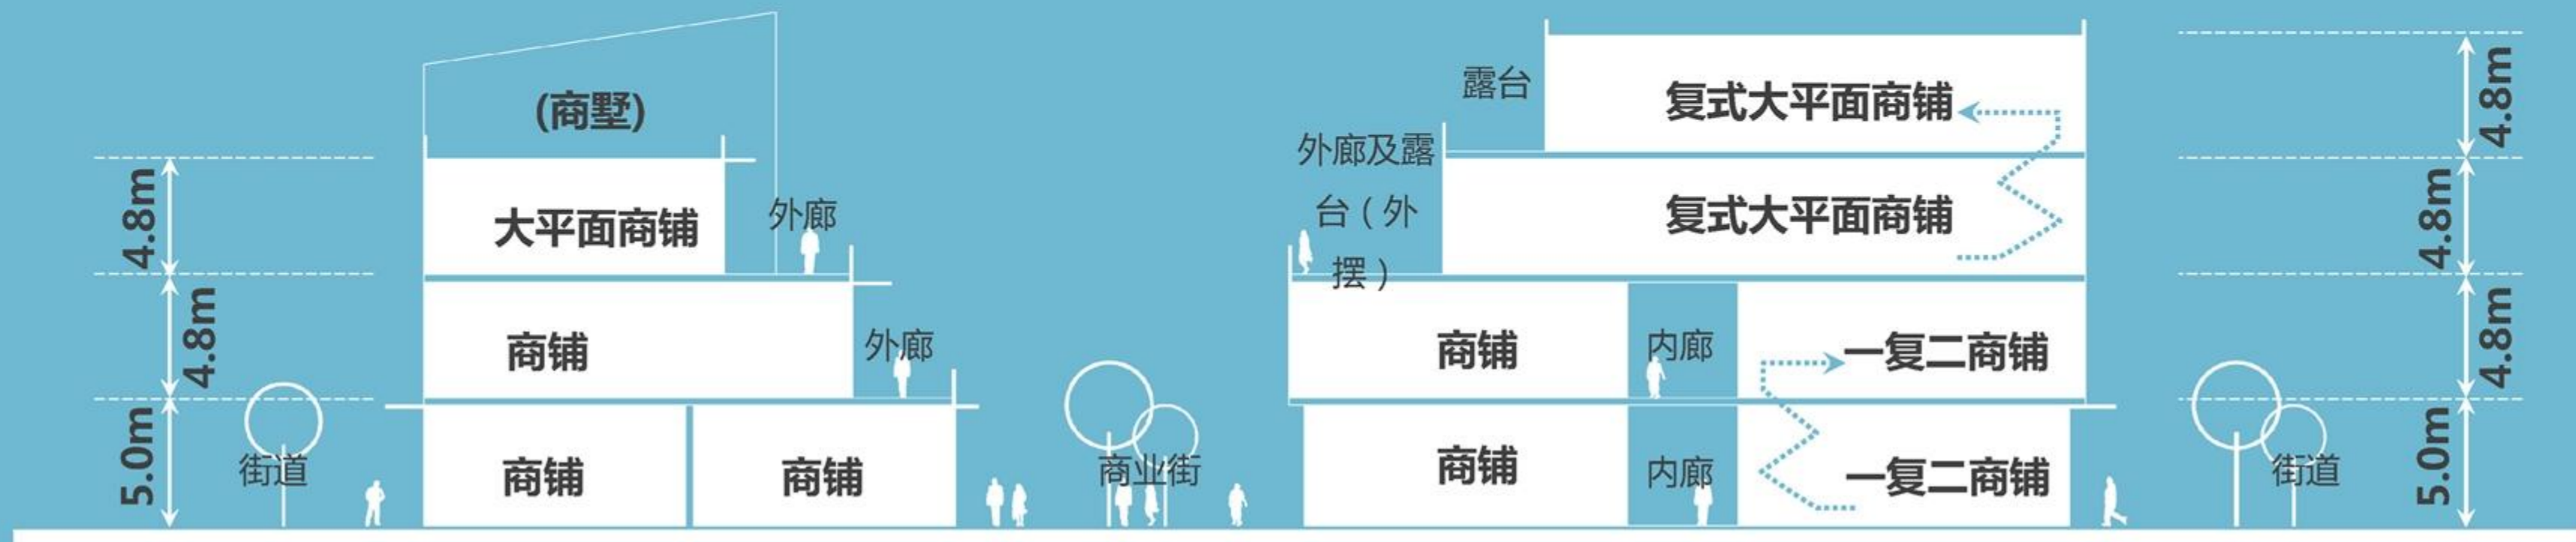 (商墅)
大平面商铺
外廊
商铺
外廊
商铺
商铺
4.8m
4.8m
5.0m
街道
商业街
露台
复式大平面商铺
外廊及露
台（外
摆）
复式大平面商铺
商铺
内廊
一复二商铺
商铺
内廊
一复二商铺
街道
4.8m
4.8m
4.8m
5.0m